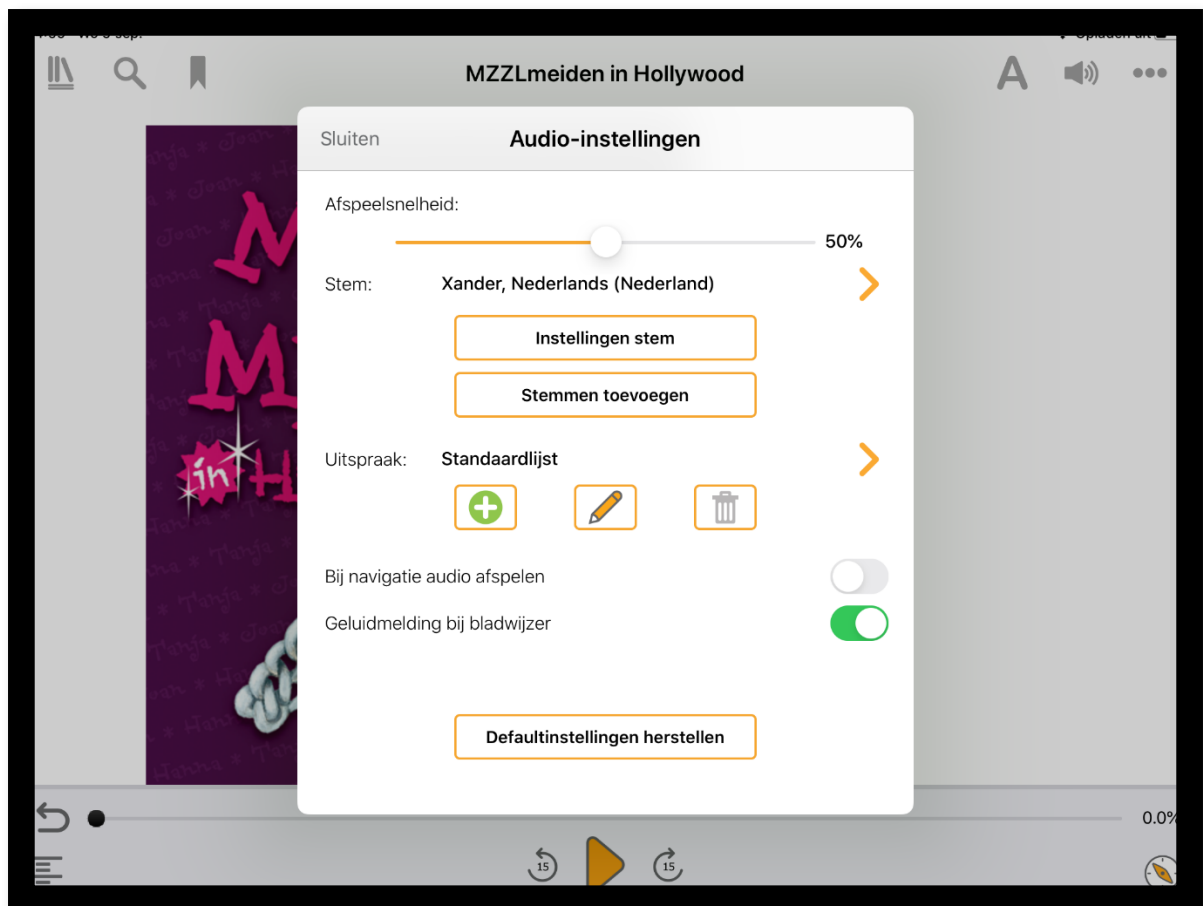 MZZLmeiden in Hollywood
Sluiten
Audio-instellingen
Afspeelsnelheid:
50%
Stem: Xander, Nederlands (Nederland)
Instellingen stem
Stemmen toevoegen
Uitspraak: Standaardlijst
in
Bij navigatie audio afspelen
Geluidmelding bij bladwijzer
Defaultinstellingen herstellen
0.0%
15
15